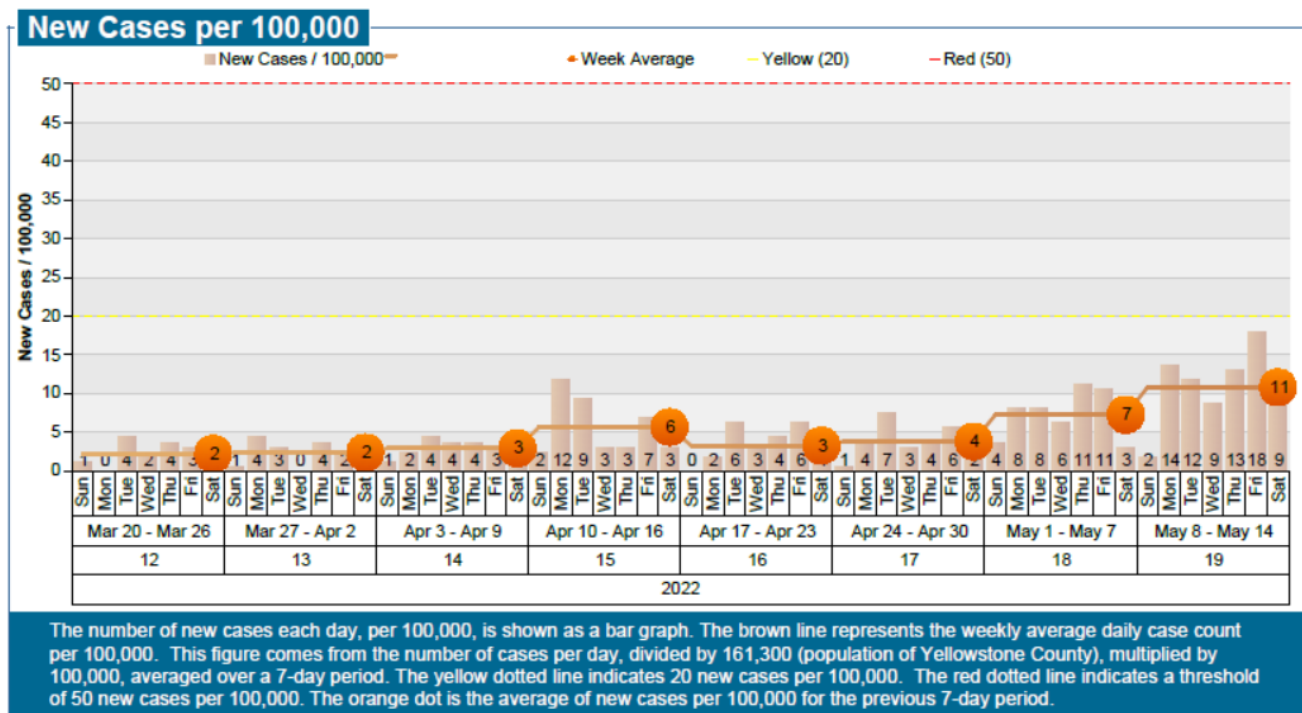 New Cases per 100,000
New Cases / 100,000
Week Average
Yellow (20)
Red (50)
New Cases / 100,000
50
45
40
35
30
25
20
15
10
5
0
1 0 4 2 4 3 2
1 4 3 0 4 2 2
1 2 4 4 4 3 3
2 12 9 3 3 7 3 6
0 2 6 3 4 6 3
1 4 7 3 4 6 2 4
4 8 8 6 11 11 3 7
2 14 12 9 13 18 9 11
Sun Mon Tue Wed Thu Fri Sat Sun Mon Tue Wed Thu Fri Sat Sun Mon Tue Wed Thu Fri Sat Sun Mon Tue Wed Thu Fri Sat Sun Mon Tue Wed Thu Fri Sat Sun Mon Tue Wed Thu Fri Sat Sun Mon Tue Wed Thu Fri Sat Sun Mon Tue Wed Thu Fri Sat
Mar 20 - Mar 26 Mar 27 - Apr 2 Apr 3 - Apr 9 Apr 10 - Apr 16 Apr 17 - Apr 23 Apr 24 - Apr 30 May 1 - May 7 May 8 - May 14
12 13 14 15 16 17 18 19
2022
The number of new cases each day, per 100,000, is shown as a bar graph. The brown line represents the weekly average daily case count
per 100,000. This figure comes from the number of cases per day, divided by 161,300 (population of Yellowstone County), multiplied by
100,000, averaged over a 7-day period. The yellow dotted line indicates 20 new cases per 100,000. The red dotted line indicates a threshold
of 50 new cases per 100,000. The orange dot is the average of new cases per 100,000 for the previous 7-day period.